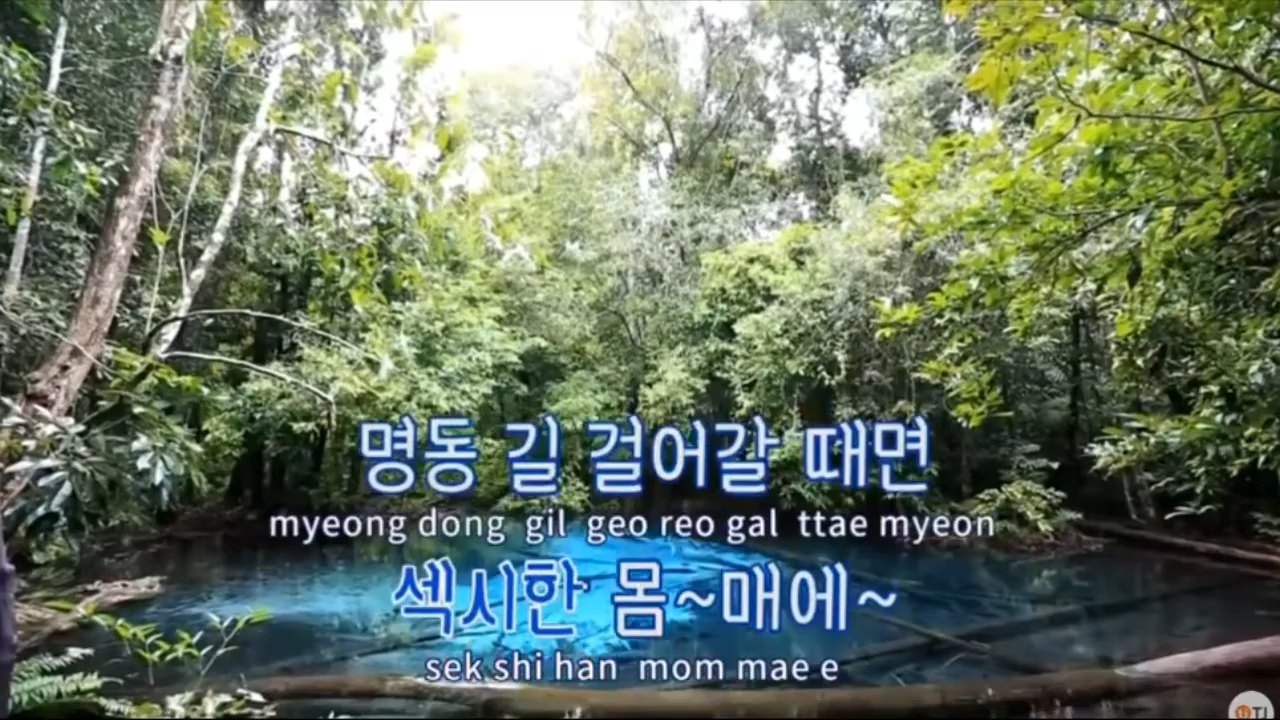 명동 길 걸어갈 때면
myeong dong gil geo reo gal ttae myeon
섹시한 몸~매에~
sek shi han mom mae e